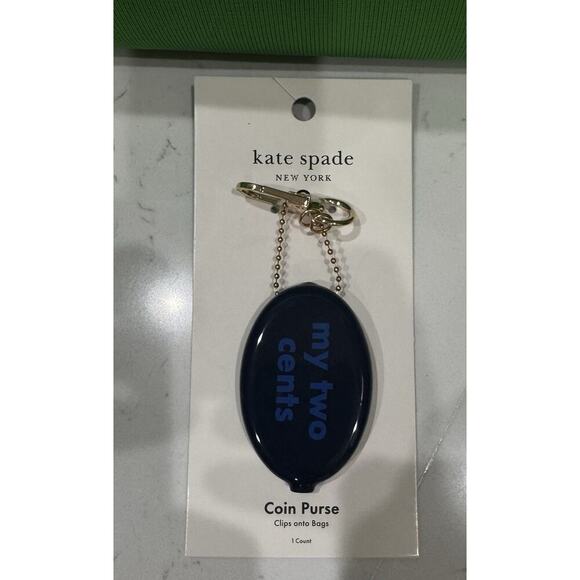 kate spade
NEW YORK
my two
cents
Coin Purse
Clips onto Bags
1 Count